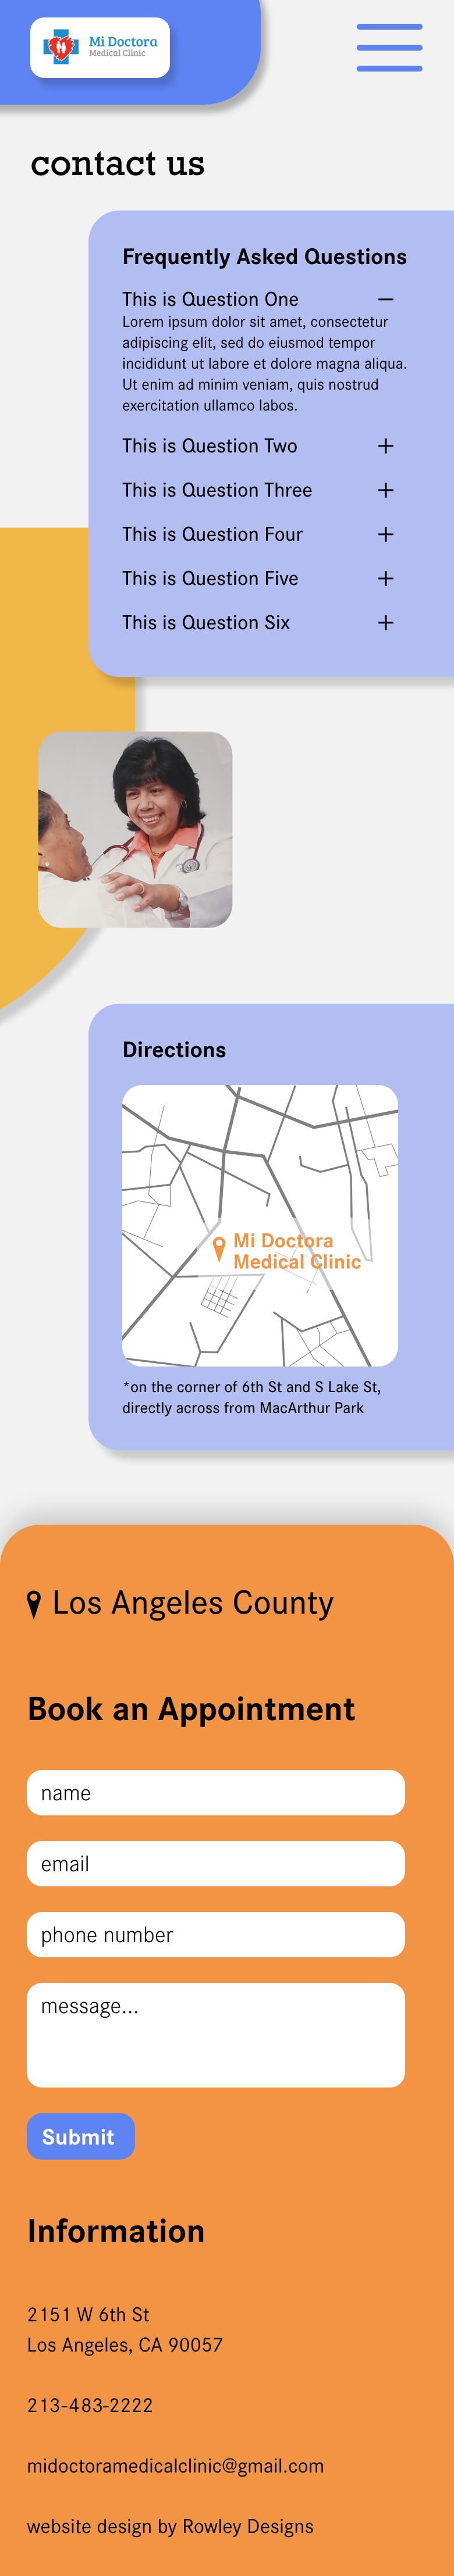 Mi Doctora
Medical Clinic
contact us
Frequently Asked Questions
This is Question One
Lorem ipsum dolor sit amet, consectetur
adipiscing elit, sed do eiusmod tempor
incididunt ut labore et dolore magna aliqua.
Ut enim ad minim veniam, quis nostrud
exercitation ullamco labos.
This is Question Two
This is Question Three
This is Question Four
This is Question Five
This is Question Six
Directions
Mi Doctora
Medical Clinic
*on the corner of 6th St and S Lake St,
directly across from MacArthur Park
Los Angeles County
Book an Appointment
name
email
phone number
message...
Submit
Information
2151 W 6th St
Los Angeles, CA 90057
213-483-2222
midoctoramedicalclinic@gmail.com
website design by Rowley Designs